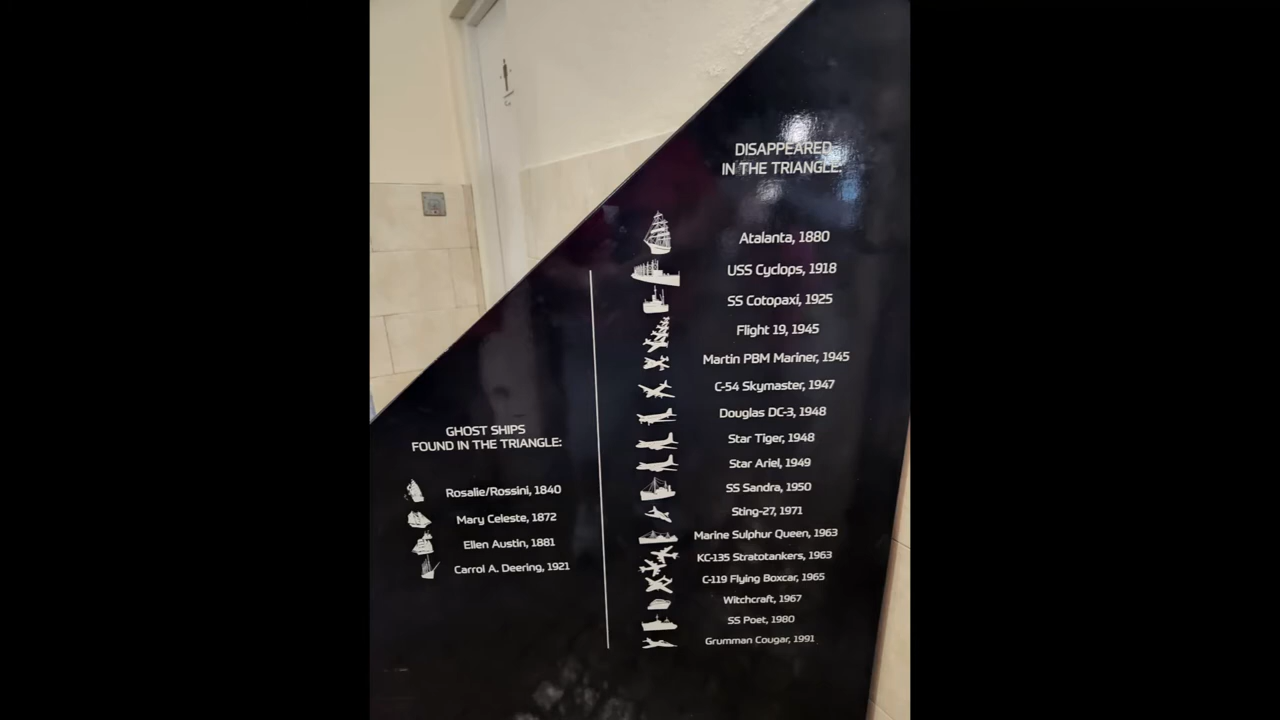 GHOST SHIPS
FOUND IN THE TRIANGLE:
Rosalie/Rossini, 1840
Mary Celeste, 1872
Ellen Austin, 1881
Carrol A. Deering, 1921
DISAPPEARED
IN THE TRIANGLE:
Atalanta, 1880
USS Cyclops, 1918
SS Cotopaxi, 1925
Flight 19, 1945
Martin PBM Mariner, 1945
C-54 Skymaster, 1947
Douglas DC-3, 1948
Star Tiger, 1948
Star Ariel, 1949
SS Sandra, 1950
Sting-27, 1971
Marine Sulphur Queen, 1963
KC-135 Stratotankers, 1963
C-119 Flying Boxcar, 1965
Witchcraft, 1967
SS Poet, 1980
Grumman Cougar, 1991